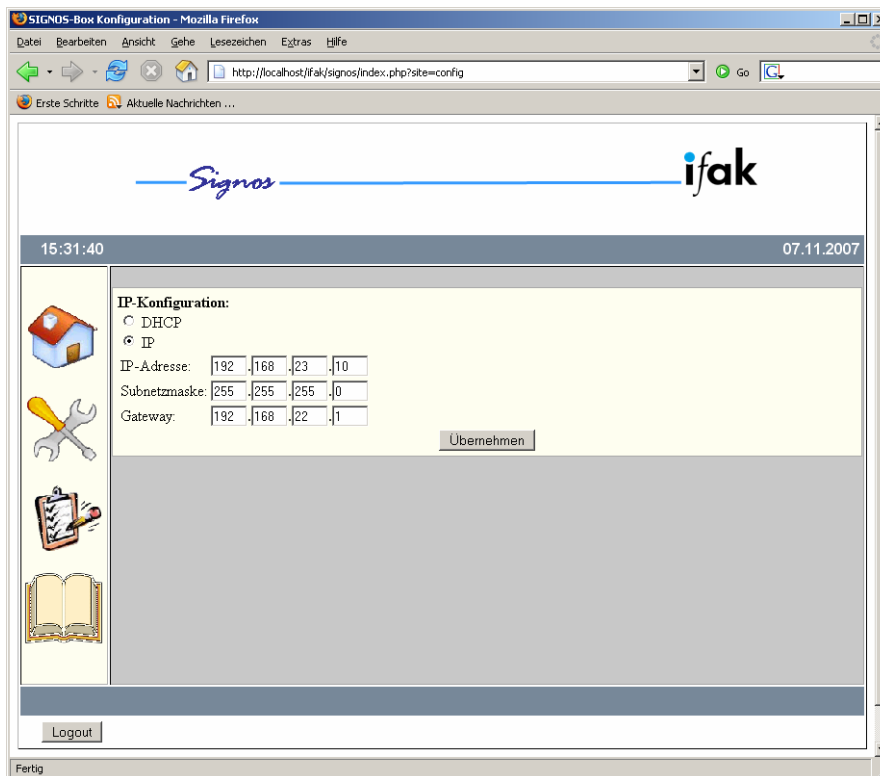 SIGNOS-Box Konfiguration - Mozilla Firefox
Datei Bearbeiten Ansicht Gehe Lesezeichen Extras Hilfe
http://localhost/ifak/signos/index.php?site=config Go G
Erste Schritte Aktuelle Nachrichten ...
Signos ifak
15:31:40 07.11.2007
IP-Konfiguration:
DHCP
IP
IP-Adresse: 192 .168 .23 .10
Subnetzmaske: 255 .255 .255 .0
Gateway: 192 .168 .22 .1
Übernehmen
Logout
Fertig